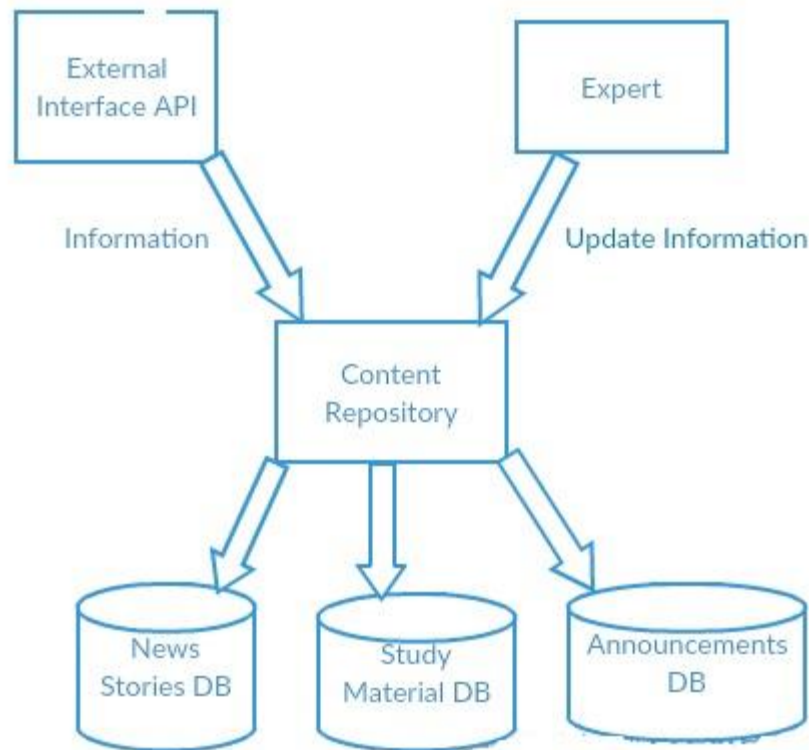 External
Interface API
Expert
Information
Update Information
Content
Repository
News
Stories DB
Study
Material DB
Announcements
DB